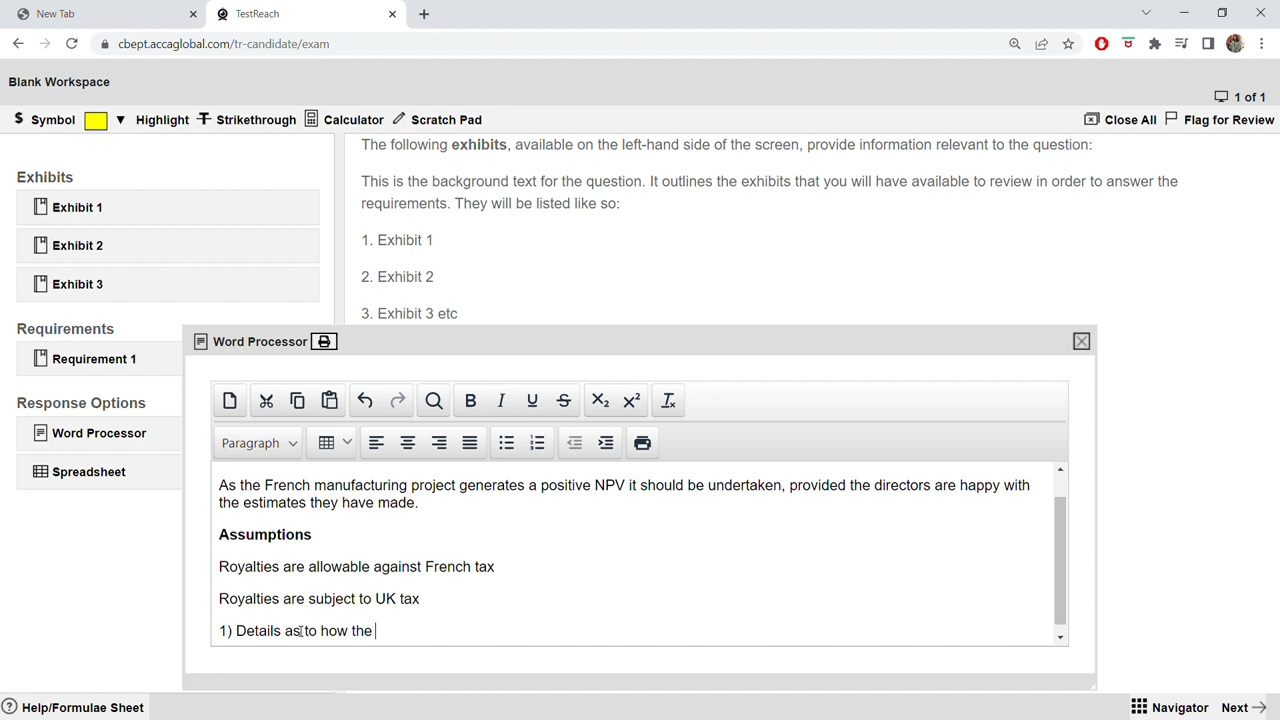 New Tab
TestReach
cbept.accaglobal.com/tr-candidate/exam
Blank Workspace
1 of 1
$ Symbol Highlight Strikethrough Calculator Scratch Pad Close All Flag for Review
Exhibits
Exhibit 1
Exhibit 2
Exhibit 3
Requirements
Requirement 1
Response Options
Word Processor
Spreadsheet
The following exhibits, available on the left-hand side of the screen, provide information relevant to the question:
This is the background text for the question. It outlines the exhibits that you will have available to review in order to answer the
requirements. They will be listed like so:
1. Exhibit 1
2. Exhibit 2
3. Exhibit 3 etc
Word Processor
Paragraph
As the French manufacturing project generates a positive NPV it should be undertaken, provided the directors are happy with
the estimates they have made.
Assumptions
Royalties are allowable against French tax
Royalties are subject to UK tax
1) Details as to how the
Help/Formulae Sheet
Navigator Next